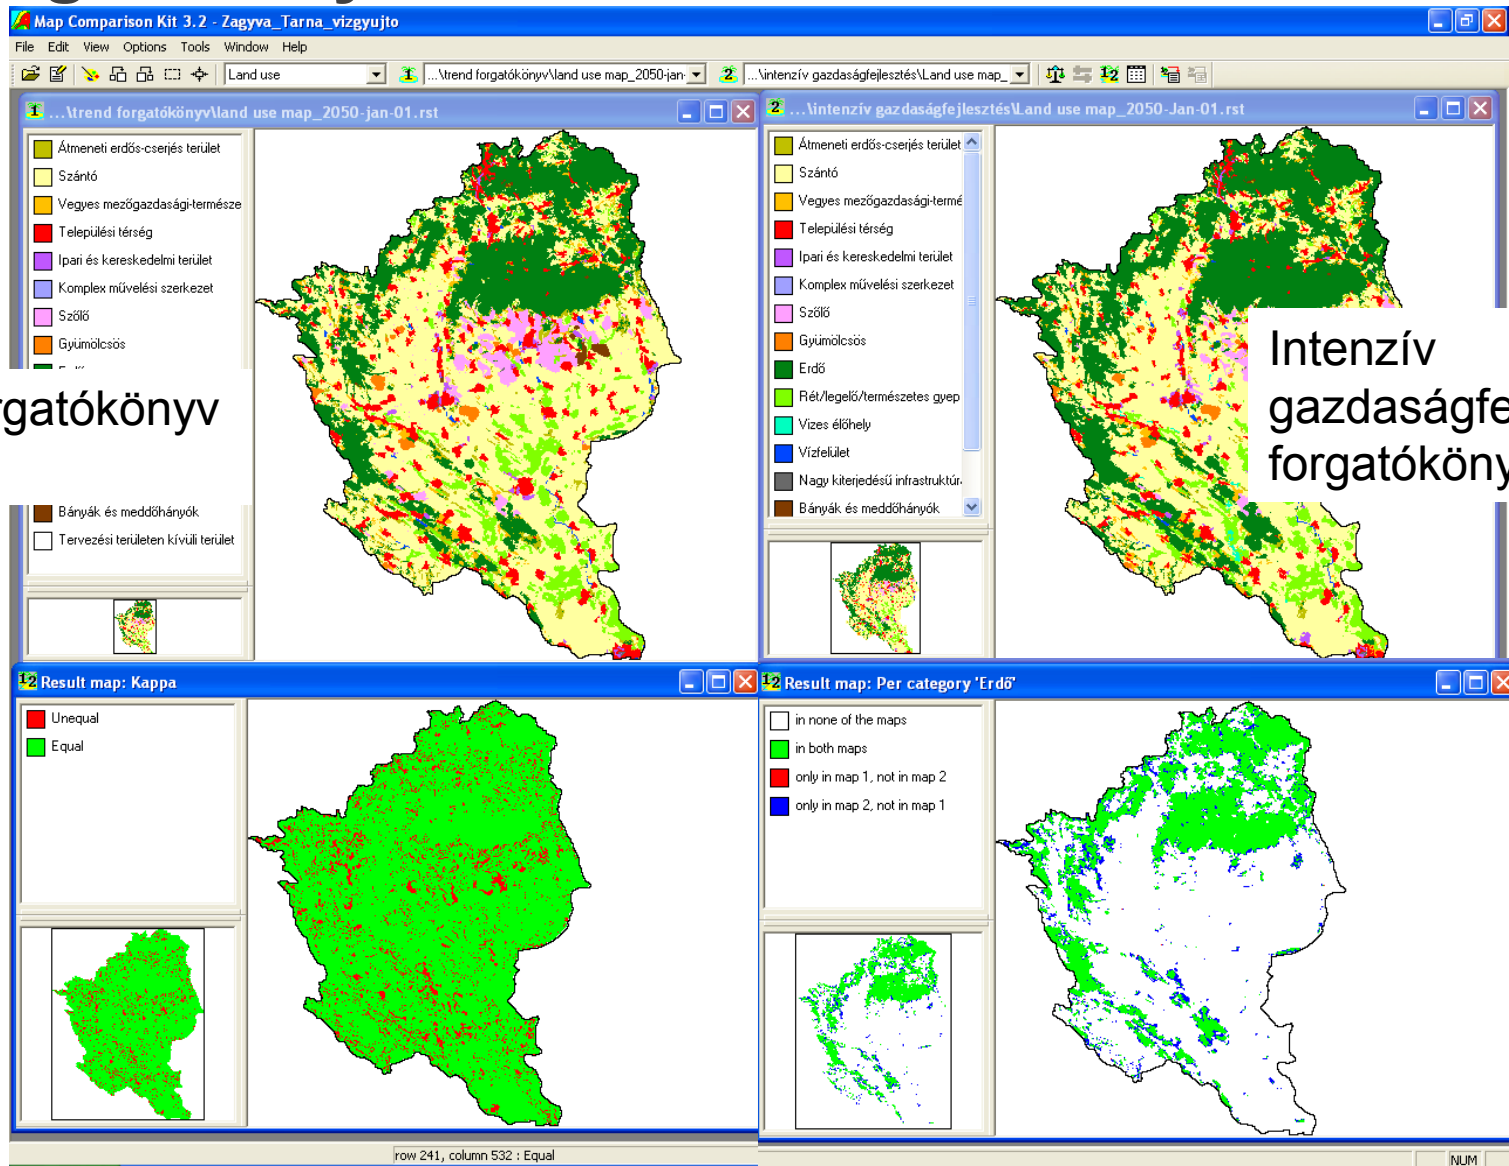 Map Comparison Kit 3.2 - Zagyva_Tarna_vizgyujto
File Edit View Options Tools Window Help
Land use 1 ...\trend forgatókönyv\land use map_2050-jan- 2 ...\intenzív gazdaságfejlesztés\Land use map_ 12
1 ...\trend forgatókönyv\land use map_2050-jan-01.rst
Átmeneti erdős-cserjés terület
Szántó
Vegyes mezőgazdasági-természe
Települési térség
Ipari és kereskedelmi terület
Komplex művelési szerkezet
Szőlő
Gyümölcsös
rgatókönyv
Bányák és meddőhányók
Tervezési területen kívüli terület
2 ...\intenzív gazdaságfejlesztés\Land use map_2050-Jan-01.rst
Átmeneti erdős-cserjés terület
Szántó
Vegyes mezőgazdasági-termé
Települési térség
Ipari és kereskedelmi terület
Komplex művelési szerkezet
Szőlő
Gyümölcsös
Erdő
Rét/legelő/természetes gyep
Vizes élőhely
Vízfelület
Nagy kiterjedésű infrastruktúr
Bányák és meddőhányók
Intenzív
gazdaságfe
forgatóköny
12 Result map: Kappa
Unequal
Equal
12 Result map: Per category 'Erdő'
in none of the maps
in both maps
only in map 1, not in map 2
only in map 2, not in map 1
row 241, column 532 : Equal
NUM